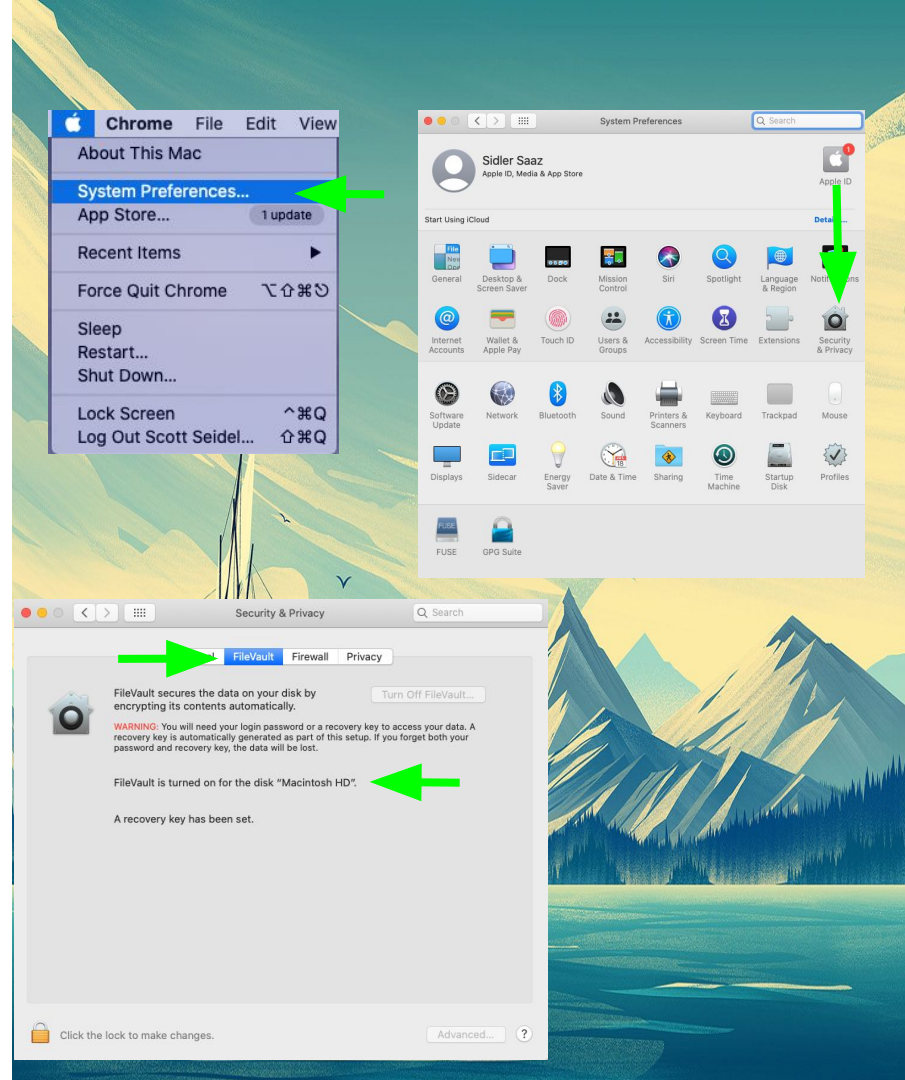 Chrome File Edit View
About This Mac
System Preferences...
App Store... 1 update
Recent Items
Force Quit Chrome ⌥⇧⌘⎋
Sleep
Restart...
Shut Down...
Lock Screen ^⌘Q
Log Out Scott Seidel... ⇧⌘Q
System Preferences
Search
Sidler Saaz
Apple ID, Media & App Store
1
Apple ID
Start Using iCloud
File
New
General
Desktop &
Screen Saver
Dock
Mission
Control
Siri
Spotlight
Language
& Region
Internet
Accounts
Wallet &
Apple Pay
Touch ID
Users &
Groups
Accessibility
Screen Time
Extensions
Security
& Privacy
Software
Update
Network
Bluetooth
Sound
Printers &
Scanners
Keyboard
Trackpad
Mouse
Displays
Sidecar
Energy
Saver
18
Date & Time
Sharing
Time
Machine
Startup
Disk
Profiles
FUSE
FUSE
GPG Suite
Security & Privacy
Search
FileVault Firewall Privacy
FileVault secures the data on your disk by
encrypting its contents automatically.
Turn Off FileVault...
WARNING: You will need your login password or a recovery key to access your data. A
recovery key is automatically generated as part of this setup. If you forget both your
password and recovery key, the data will be lost.
FileVault is turned on for the disk “Macintosh HD”.
A recovery key has been set.
Click the lock to make changes.
Advanced... ?